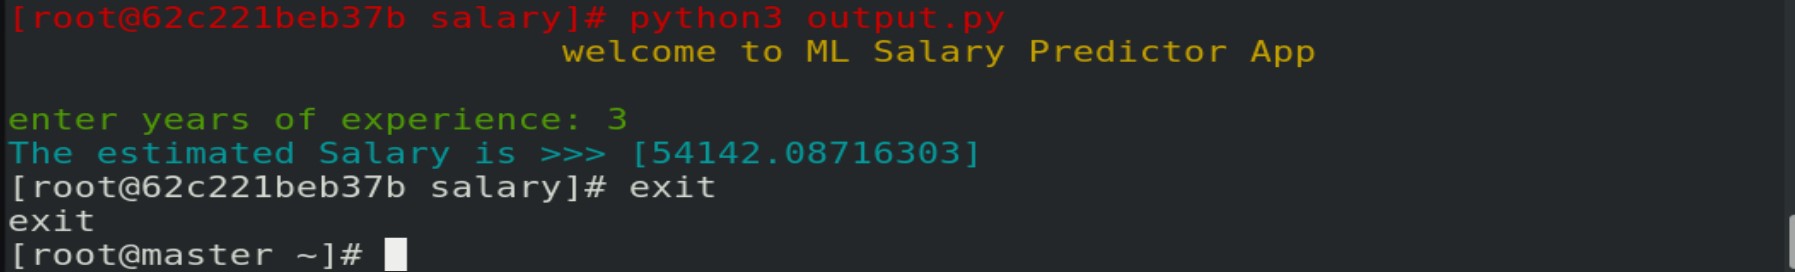 [root@62c221beb37b salary]# python3 output.py
welcome to ML Salary Predictor App
enter years of experience: 3
The estimated Salary is >>> [54142.08716303]
[root@62c221beb37b salary]# exit
exit
[root@master ~]#